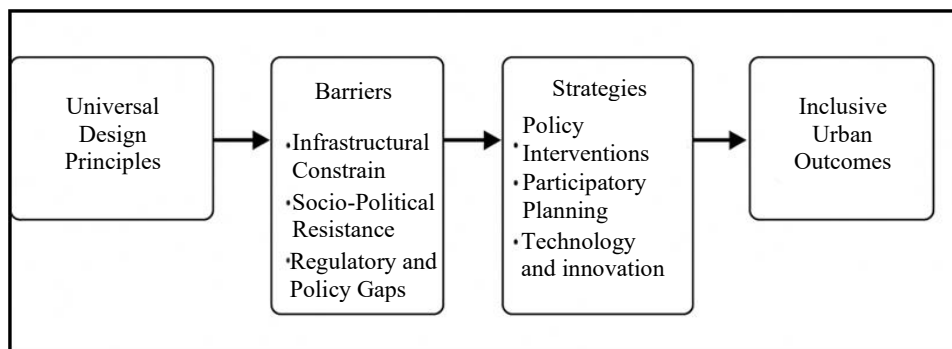 Universal
Design
Principles
Barriers
•Infrastructural
Constrain
•Socio-Political
Resistance
•Regulatory and
Policy Gaps
Strategies
Policy
•Interventions
•Participatory
Planning
•Technology
and innovation
Inclusive
Urban
Outcomes